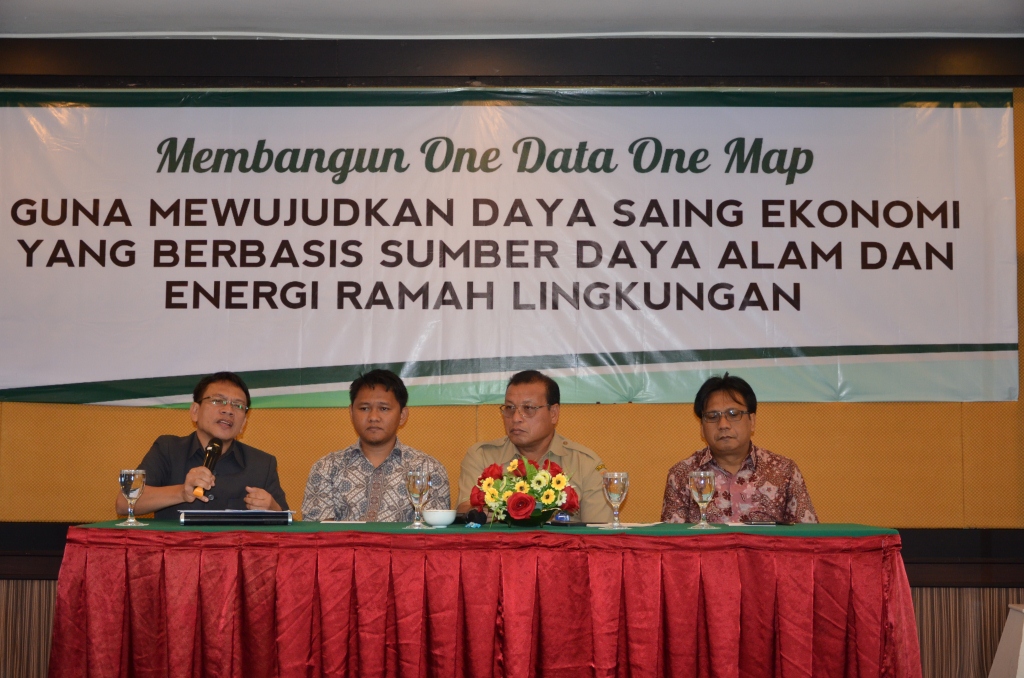 Membangun One Data One Map
GUNA MEWUJUDKAN DAYA SAING EKONOMI
YANG BERBASIS SUMBER DAYA ALAM DAN
ENERGI RAMAH LINGKUNGAN